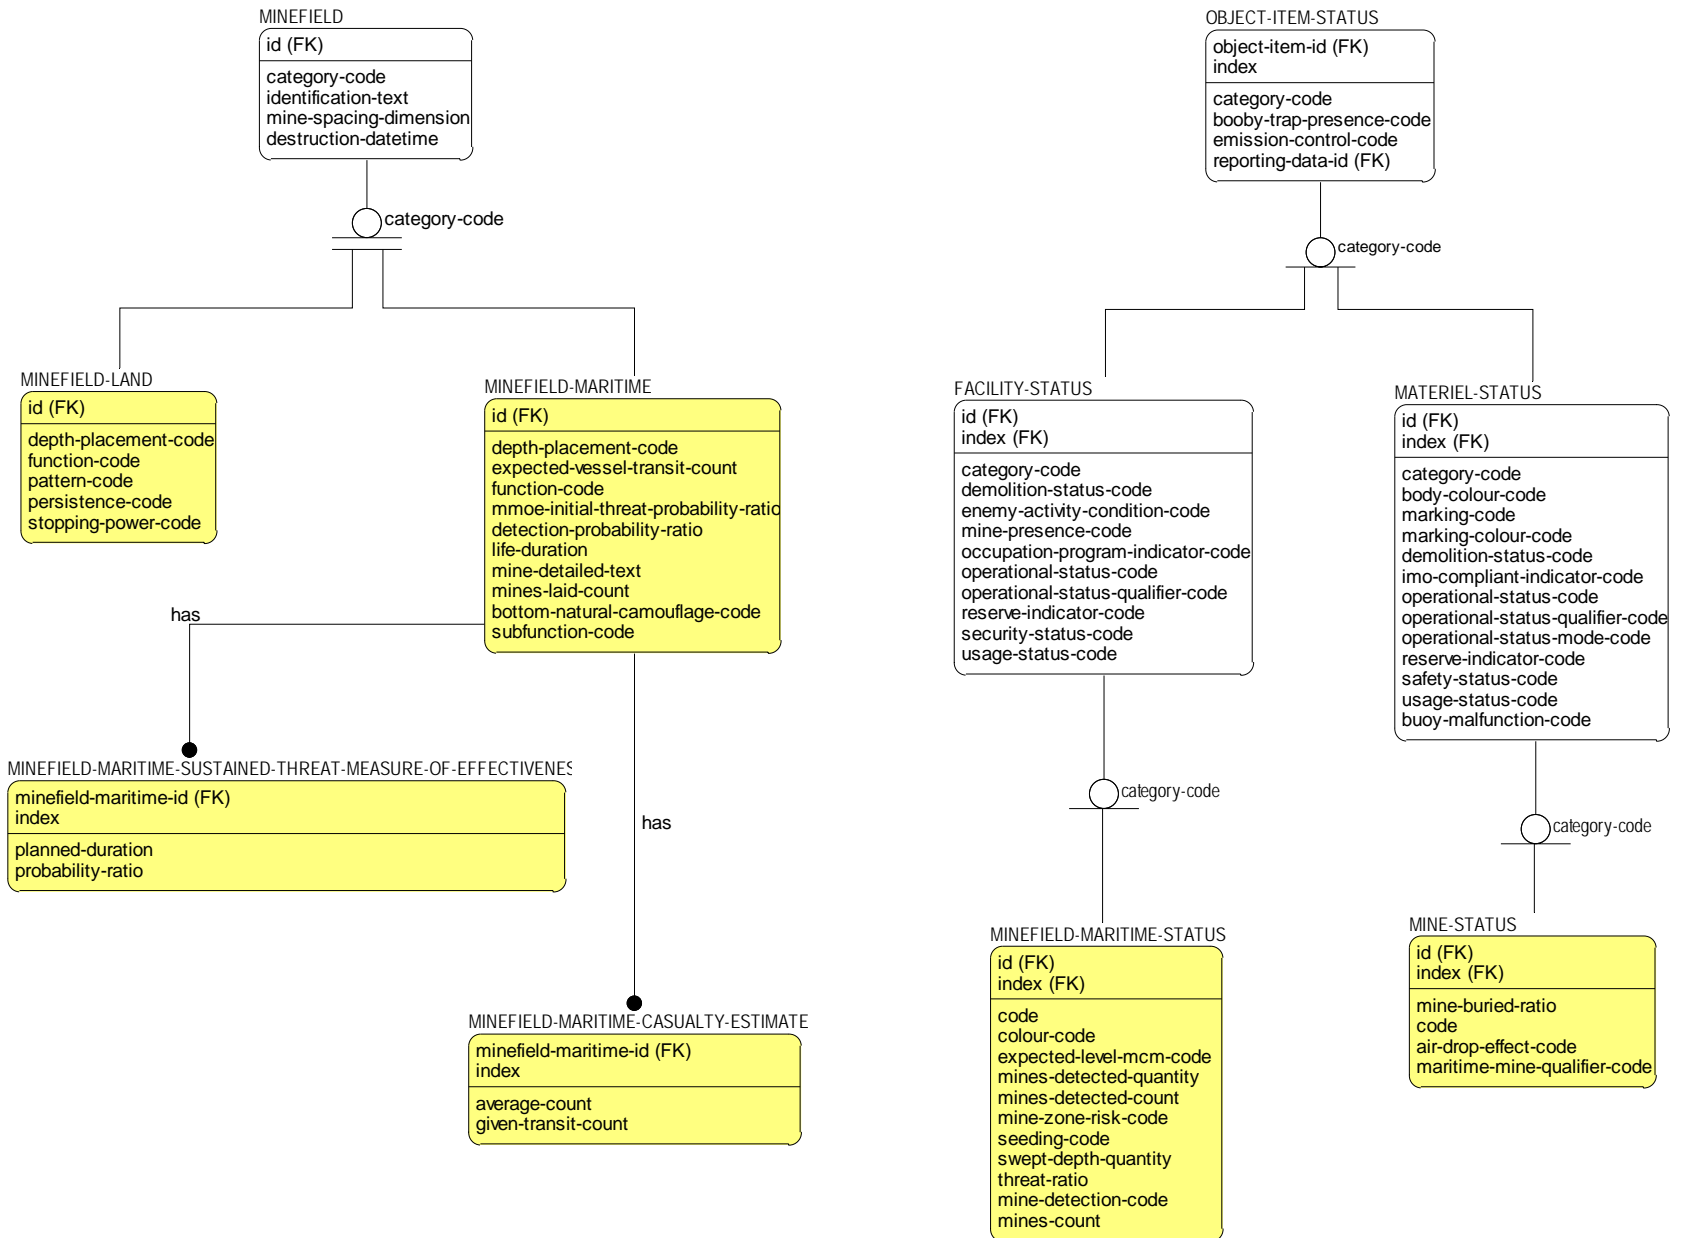 MINEFIELD
id (FK)
category-code
identification-text
mine-spacing-dimension
destruction-datetime
category-code
MINEFIELD-LAND
id (FK)
depth-placement-code
function-code
pattern-code
persistence-code
stopping-power-code
MINEFIELD-MARITIME
id (FK)
depth-placement-code
expected-vessel-transit-count
function-code
mmoe-initial-threat-probability-ratio
detection-probability-ratio
life-duration
mine-detailed-text
mines-laid-count
bottom-natural-camouflage-code
subfunction-code
has
has
MINEFIELD-MARITIME-SUSTAINED-THREAT-MEASURE-OF-EFFECTIVENES
minefield-maritime-id (FK)
index
planned-duration
probability-ratio
MINEFIELD-MARITIME-CASUALTY-ESTIMATE
minefield-maritime-id (FK)
index
average-count
given-transit-count
OBJECT-ITEM-STATUS
object-item-id (FK)
index
category-code
booby-trap-presence-code
emission-control-code
reporting-data-id (FK)
category-code
FACILITY-STATUS
id (FK)
index (FK)
category-code
demolition-status-code
enemy-activity-condition-code
mine-presence-code
occupation-program-indicator-code
operational-status-code
operational-status-qualifier-code
reserve-indicator-code
security-status-code
usage-status-code
category-code
MINEFIELD-MARITIME-STATUS
id (FK)
index (FK)
code
colour-code
expected-level-mcm-code
mines-detected-quantity
mines-detected-count
mine-zone-risk-code
seeding-code
swept-depth-quantity
threat-ratio
mine-detection-code
mines-count
MATERIEL-STATUS
id (FK)
index (FK)
category-code
body-colour-code
marking-code
marking-colour-code
demolition-status-code
imo-compliant-indicator-code
operational-status-code
operational-status-qualifier-code
operational-status-mode-code
reserve-indicator-code
safety-status-code
usage-status-code
buoy-malfunction-code
category-code
MINE-STATUS
id (FK)
index (FK)
mine-buried-ratio
code
air-drop-effect-code
maritime-mine-qualifier-code